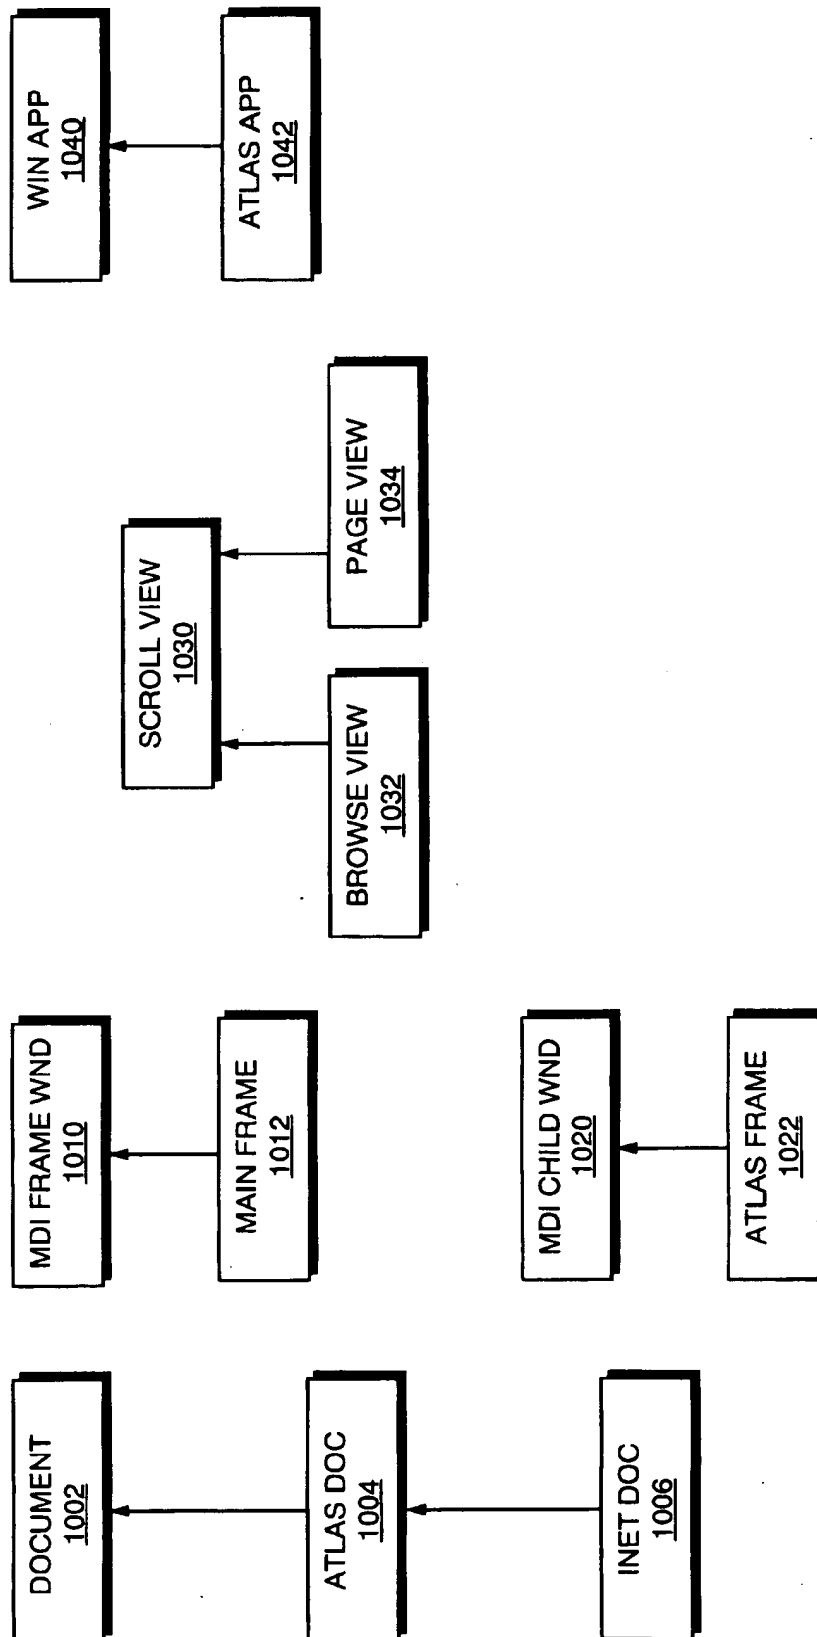 DOCUMENT
1002
ATLAS DOC
1004
INET DOC
1006
MDI FRAME WND
1010
MAIN FRAME
1012
MDI CHILD WND
1020
ATLAS FRAME
1022
SCROLL VIEW
1030
BROWSE VIEW
1032
PAGE VIEW
1034
WIN APP
1040
ATLAS APP
1042